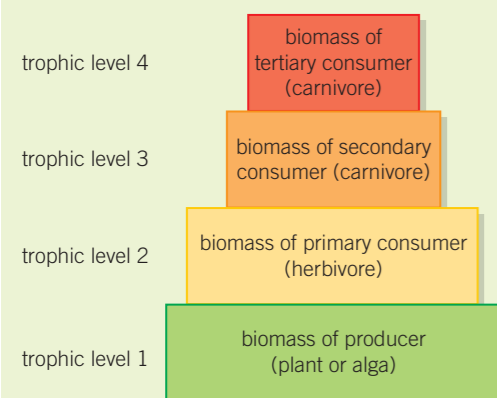 trophic level 4
biomass of
tertiary consumer
(carnivore)
trophic level 3
biomass of secondary
consumer (carnivore)
trophic level 2
biomass of primary consumer
(herbivore)
trophic level 1
biomass of producer
(plant or alga)